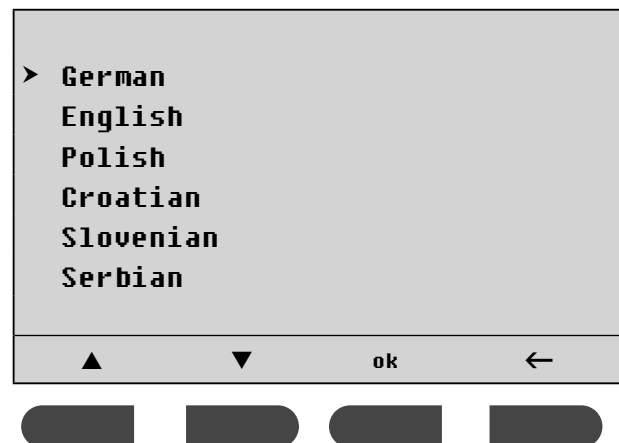 ➤ German
English
Polish
Croatian
Slovenian
Serbian
▲ ▼ ok ←